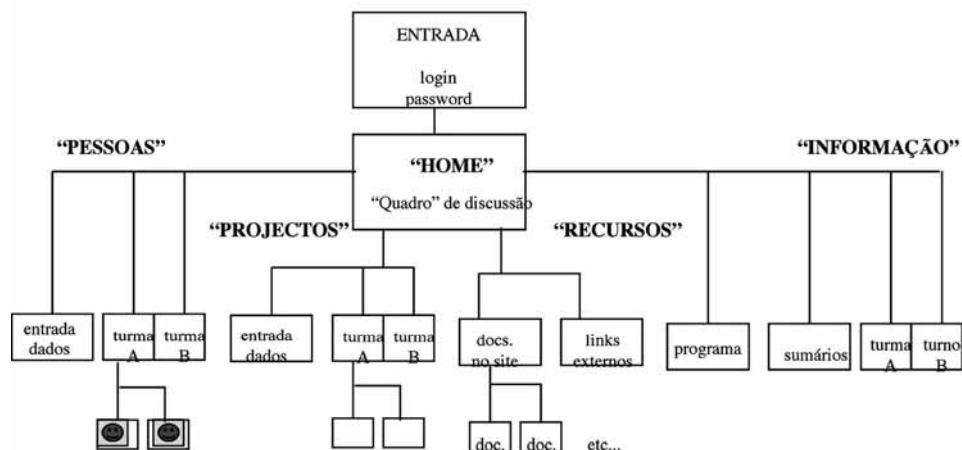 ENTRADA
login
password
“PESSOAS”
“HOME”
“INFORMAÇÃO”
“Quadro” de discussão
“PROJECTOS”
“RECURSOS”
entrada
dados
turma
A
turma
B
entrada
dados
turma
A
turma
B
docs.
no site
links
externos
programa
sumários
turma
A
turno
B
doc.
doc.
etc...